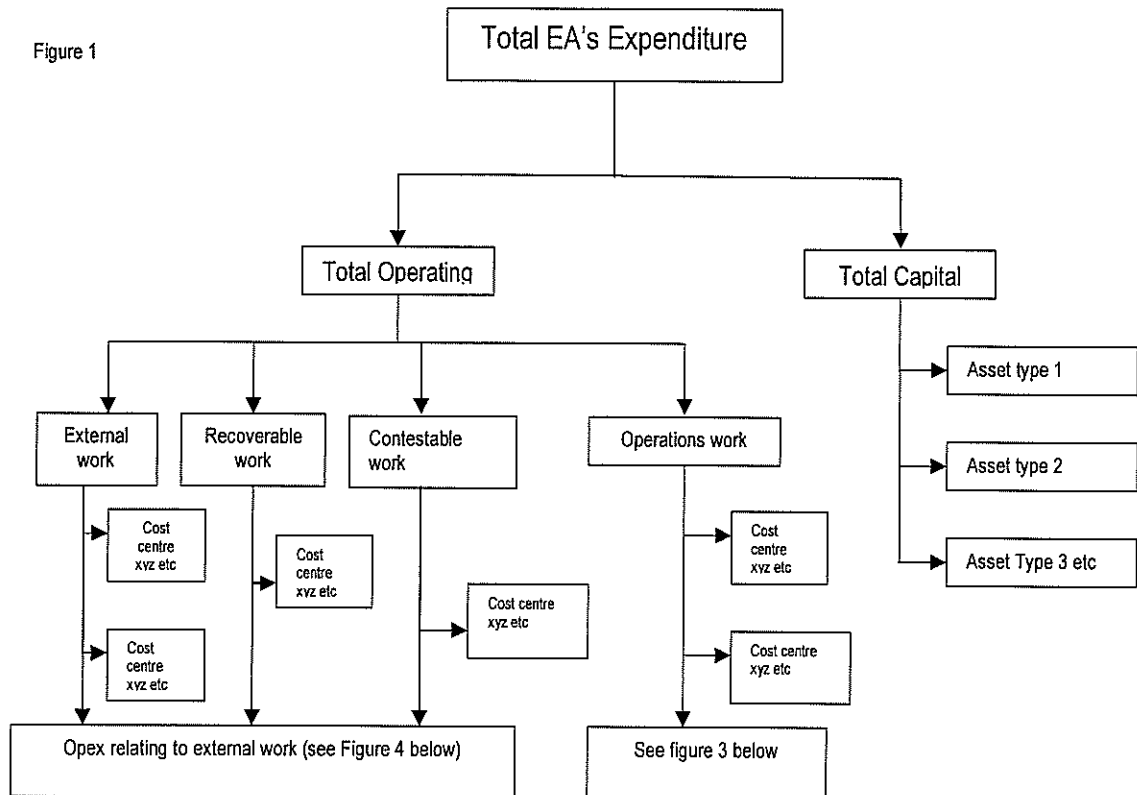 Figure 1
Total EA's Expenditure
Total Operating
Total Capital
External
work
Recoverable
work
Contestable
work
Operations work
Asset type 1
Asset type 2
Asset Type 3 etc
Cost
centre
xyz etc
Cost
centre
xyz etc
Cost
centre
xyz etc
Cost centre
xyz etc
Cost
centre
xyz etc
Cost centre
xyz etc
Opex relating to external work (see Figure 4 below)
See figure 3 below